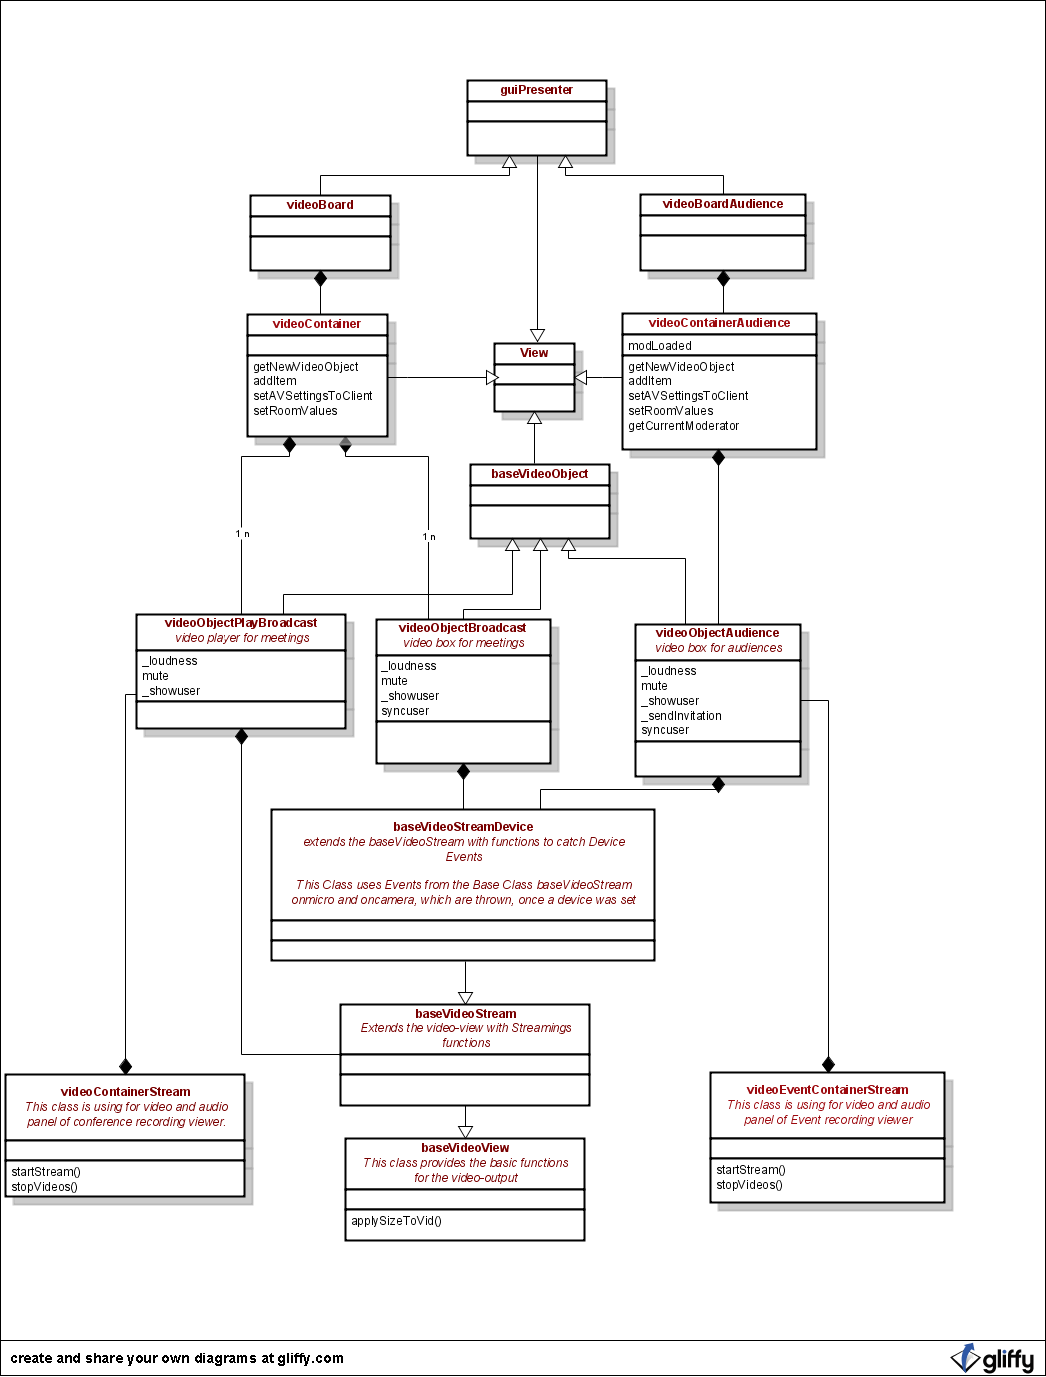 guiPresenter
videoBoard
videoBoardAudience
videoContainer
getNewVideoObject
addItem
setAVSettingsToClient
setRoomValues
View
videoContainerAudience
modLoaded
getNewVideoObject
addItem
setAVSettingsToClient
setRoomValues
getCurrentModerator
baseVideoObject
1 n
1 n
videoObjectPlayBroadcast
video player for meetings
_loudness
mute
_showuser
videoObjectBroadcast
video box for meetings
_loudness
mute
_showuser
syncuser
videoObjectAudience
video box for audiences
_loudness
mute
_showuser
_sendInvitation
syncuser
baseVideoStreamDevice
extends the baseVideoStream with functions to catch Device
Events
This Class uses Events from the Base Class baseVideoStream
onmicro and oncamera, which are thrown, once a device was set
baseVideoStream
Extends the video-view with Streamings
functions
videoContainerStream
This class is using for video and audio
panel of conference recording viewer.
startStream()
stopVideos()
videoEventContainerStream
This class is using for video and audio
panel of Event recording viewer
startStream()
stopVideos()
baseVideoView
This class provides the basic functions
for the video-output
applySizeToVid()
create and share your own diagrams at gliffy.com
gliffy